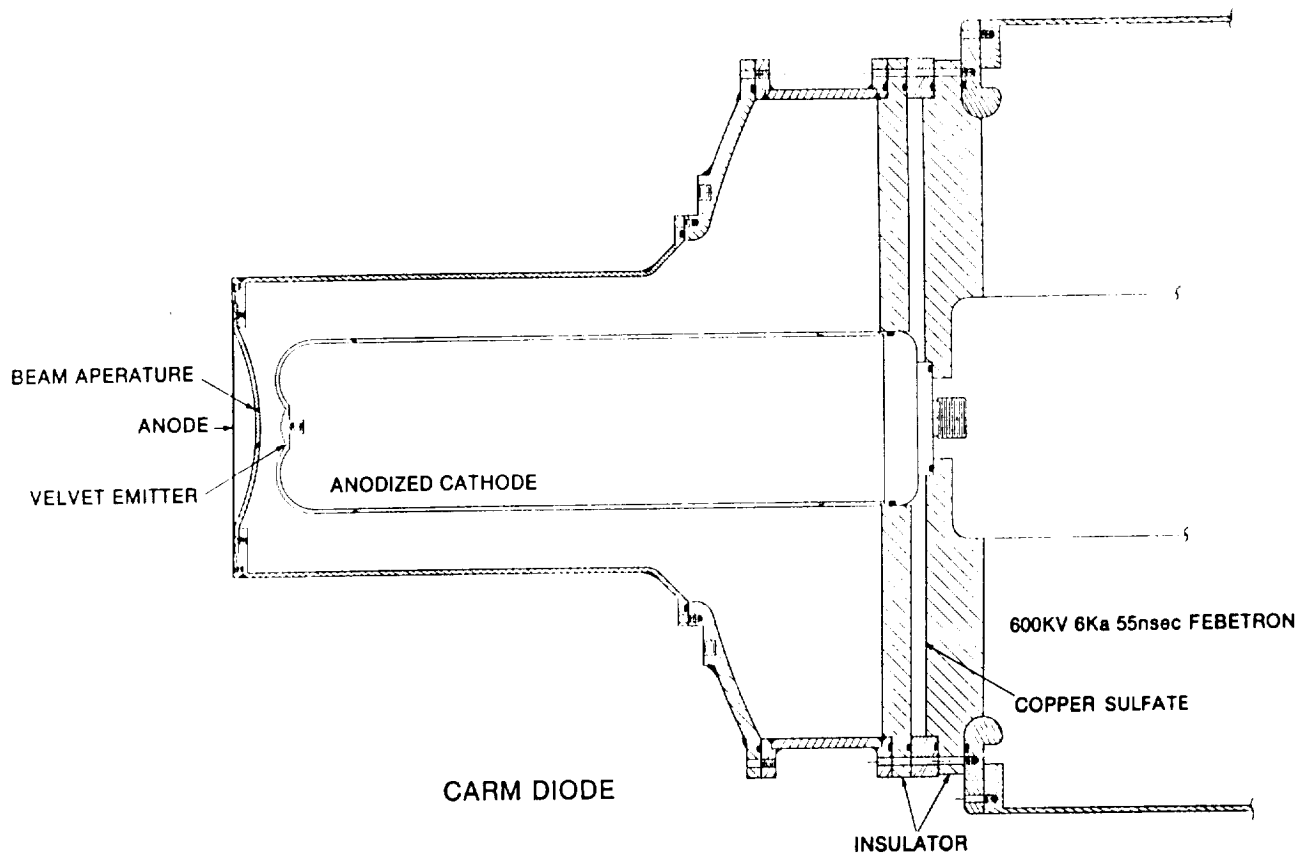 BEAM APERATURE
ANODE
VELVET EMITTER
ANODIZED CATHODE
600KV 6Ka 55nsec FEBETRON
COPPER SULFATE
CARM DIODE
INSULATOR